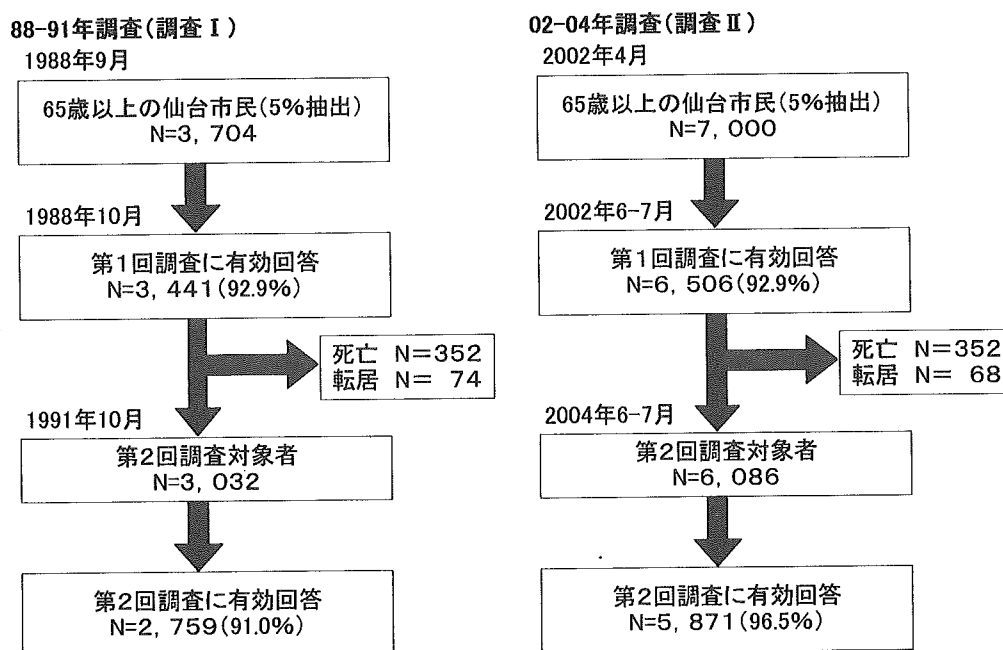 88-91年調査(調査Ⅰ)
1988年9月
65歳以上の仙台市民(5%抽出)
N=3, 704
1988年10月
第1回調査に有効回答
N=3, 441(92.9%)
死亡 N=352
転居 N= 74
1991年10月
第2回調査対象者
N=3, 032
第2回調査に有効回答
N=2, 759(91.0%)
02-04年調査(調査Ⅱ)
2002年4月
65歳以上の仙台市民(5%抽出)
N=7, 000
2002年6-7月
第1回調査に有効回答
N=6, 506(92.9%)
死亡 N=352
転居 N= 68
2004年6-7月
第2回調査対象者
N=6, 086
第2回調査に有効回答
N=5, 871(96.5%)